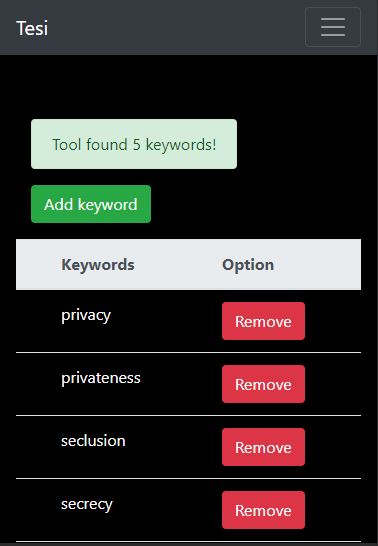 Tesi
Tool found 5 keywords!
Add keyword
Keywords Option
privacy Remove
privateness Remove
seclusion Remove
secrecy Remove